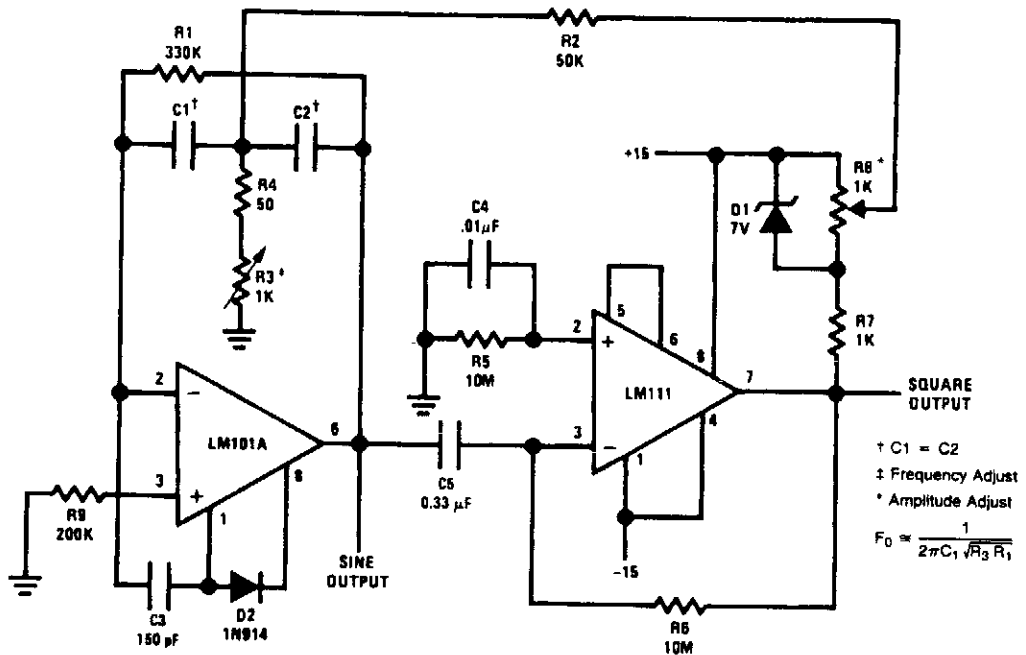 R1
330K
C1†
C2†
R2
50K
R4
50
R3‡
1K
C4
.01µF
+15
D1
7V
R8*
1K
R5
10M
2
+
5
6
8
LM111
7
4
3
−
1
R7
1K
SQUARE
OUTPUT
2
−
LM101A
6
8
3
+
1
R9
200K
C5
0.33 µF
SINE
OUTPUT
-15
C3
150 pF
D2
1N914
R6
10M
† C1 = C2
‡ Frequency Adjust
* Amplitude Adjust
F₀ ≅ 1 / 2πC₁ √R₃ R₁